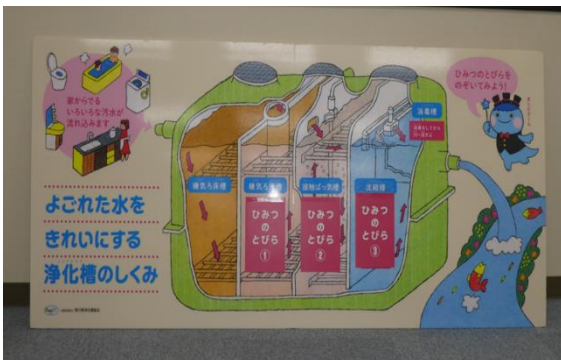 家からでる
いろいろな汚水が
流れ込みます
ひみつのとびらを
のぞいてみよう!
消毒槽
嫌気ろ床槽
嫌気ろ床槽
接触ばっ気槽
沈殿槽
ひみつ
の
とびら
①
ひみつ
の
とびら
②
ひみつ
の
とびら
③
よごれた水を
きれいにする
浄化槽のしくみ